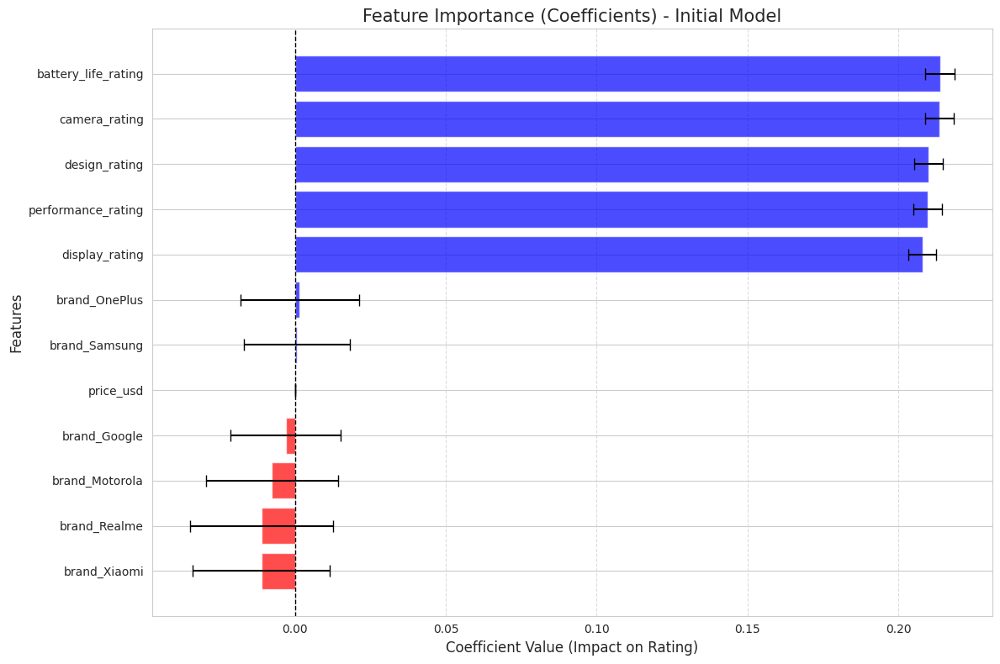 Feature Importance (Coefficients) - Initial Model
battery_life_rating
camera_rating
design_rating
performance_rating
display_rating
brand_OnePlus
brand_Samsung
price_usd
brand_Google
brand_Motorola
brand_Realme
brand_Xiaomi
Features
0.00 0.05 0.10 0.15 0.20
Coefficient Value (Impact on Rating)